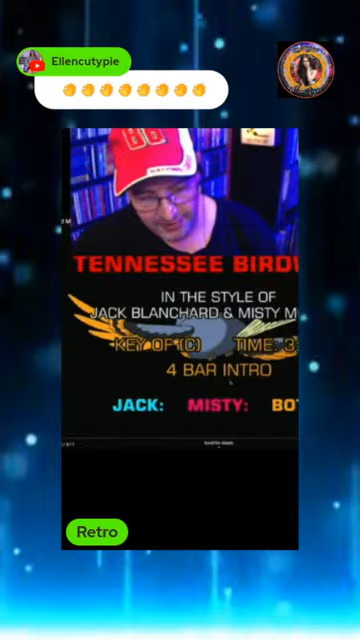 Ellencutypie
👏👏👏👏👏👏👏👏
TENNESSEE
IN THE STYLE OF
JACK BLANCHARD & MISTY M
KEY OF (C) TIME: 3
4 BAR INTRO
JACK: MISTY: BO
Retro